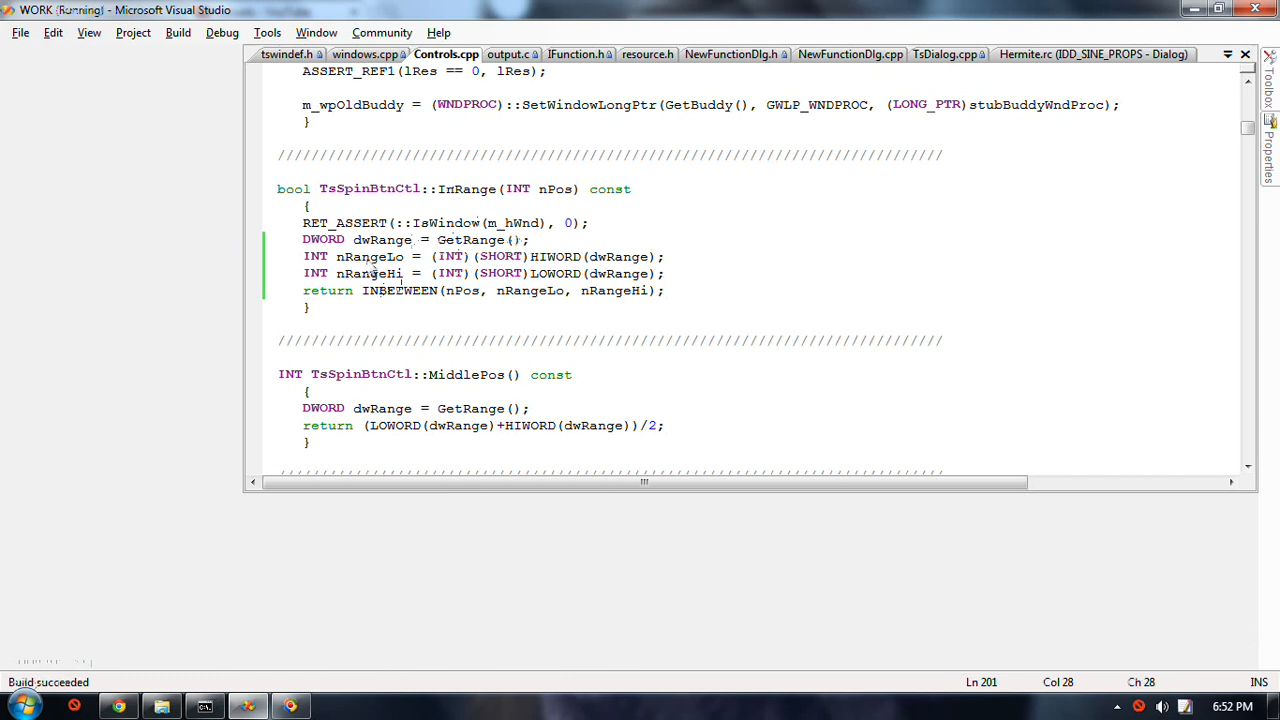 WORK (Running) - Microsoft Visual Studio
File Edit View Project Build Debug Tools Window Community Help
tswindef.h windows.cpp Controls.cpp output.c IFunction.h resource.h NewFunctionDlg.h NewFunctionDlg.cpp TsDialog.cpp Hermite.rc (IDD_SINE_PROPS - Dialog)
Toolbox
Properties
ASSERT_REF1(lRes == 0, lRes);
m_wpOldBuddy = (WNDPROC)::SetWindowLongPtr(GetBuddy(), GWLP_WNDPROC, (LONG_PTR)stubBuddyWndProc);
}
///////////////////////////////////////////////////////////////////////////////
bool TsSpinBtnCtl::InRange(INT nPos) const
{
RET_ASSERT(::IsWindow(m_hWnd), 0);
DWORD dwRange = GetRange();
INT nRangeLo = (INT)(SHORT)HIWORD(dwRange);
INT nRangeHi = (INT)(SHORT)LOWORD(dwRange);
return INBETWEEN(nPos, nRangeLo, nRangeHi);
}
///////////////////////////////////////////////////////////////////////////////
INT TsSpinBtnCtl::MiddlePos() const
{
DWORD dwRange = GetRange();
return (LOWORD(dwRange)+HIWORD(dwRange))/2;
}
///////////////////////////////////////////////////////////////////////////////
Build succeeded Ln 201 Col 28 Ch 28 INS
6:52 PM